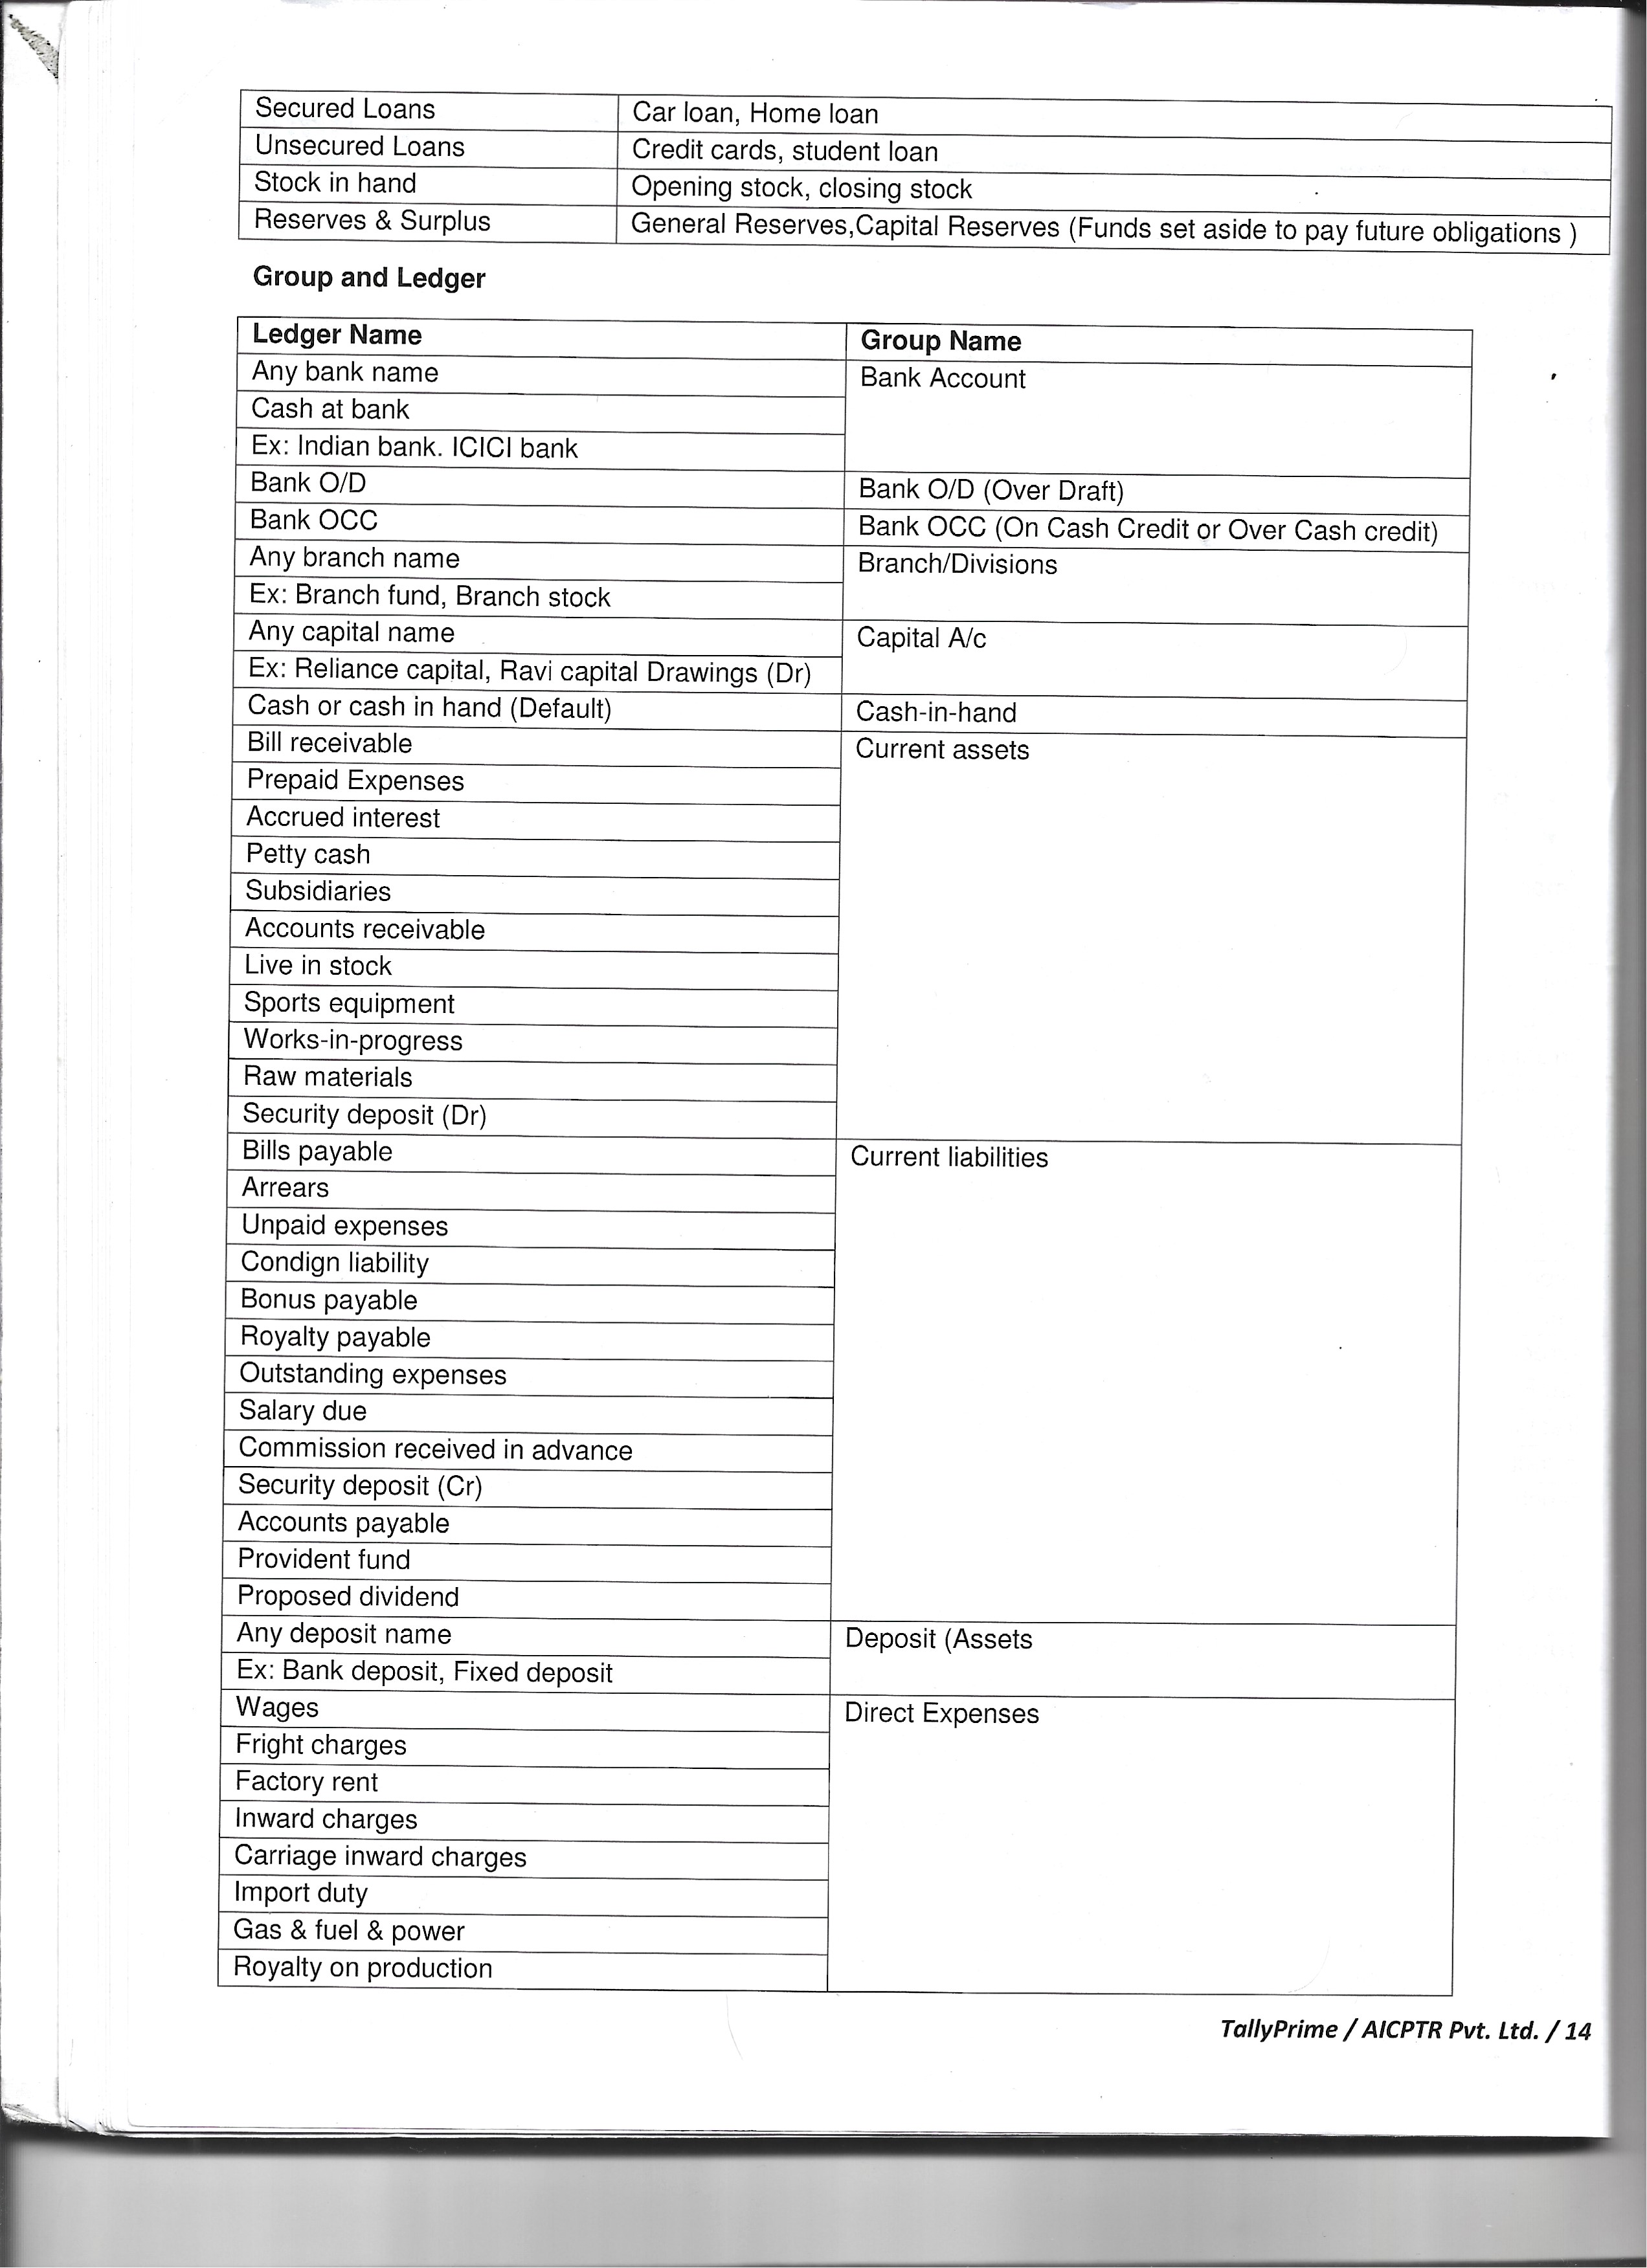 Secured Loans Car loan, Home loan
Unsecured Loans Credit cards, student loan
Stock in hand Opening stock, closing stock
Reserves & Surplus General Reserves,Capital Reserves (Funds set aside to pay future obligations )
Group and Ledger
Ledger Name Group Name
Any bank name Bank Account
Cash at bank
Ex: Indian bank. ICICI bank
Bank O/D Bank O/D (Over Draft)
Bank OCC Bank OCC (On Cash Credit or Over Cash credit)
Any branch name Branch/Divisions
Ex: Branch fund, Branch stock
Any capital name Capital A/c
Ex: Reliance capital, Ravi capital Drawings (Dr)
Cash or cash in hand (Default) Cash-in-hand
Bill receivable Current assets
Prepaid Expenses
Accrued interest
Petty cash
Subsidiaries
Accounts receivable
Live in stock
Sports equipment
Works-in-progress
Raw materials
Security deposit (Dr)
Bills payable Current liabilities
Arrears
Unpaid expenses
Condign liability
Bonus payable
Royalty payable
Outstanding expenses
Salary due
Commission received in advance
Security deposit (Cr)
Accounts payable
Provident fund
Proposed dividend
Any deposit name Deposit (Assets
Ex: Bank deposit, Fixed deposit
Wages Direct Expenses
Fright charges
Factory rent
Inward charges
Carriage inward charges
Import duty
Gas & fuel & power
Royalty on production
TallyPrime / AICPTR Pvt. Ltd. / 14